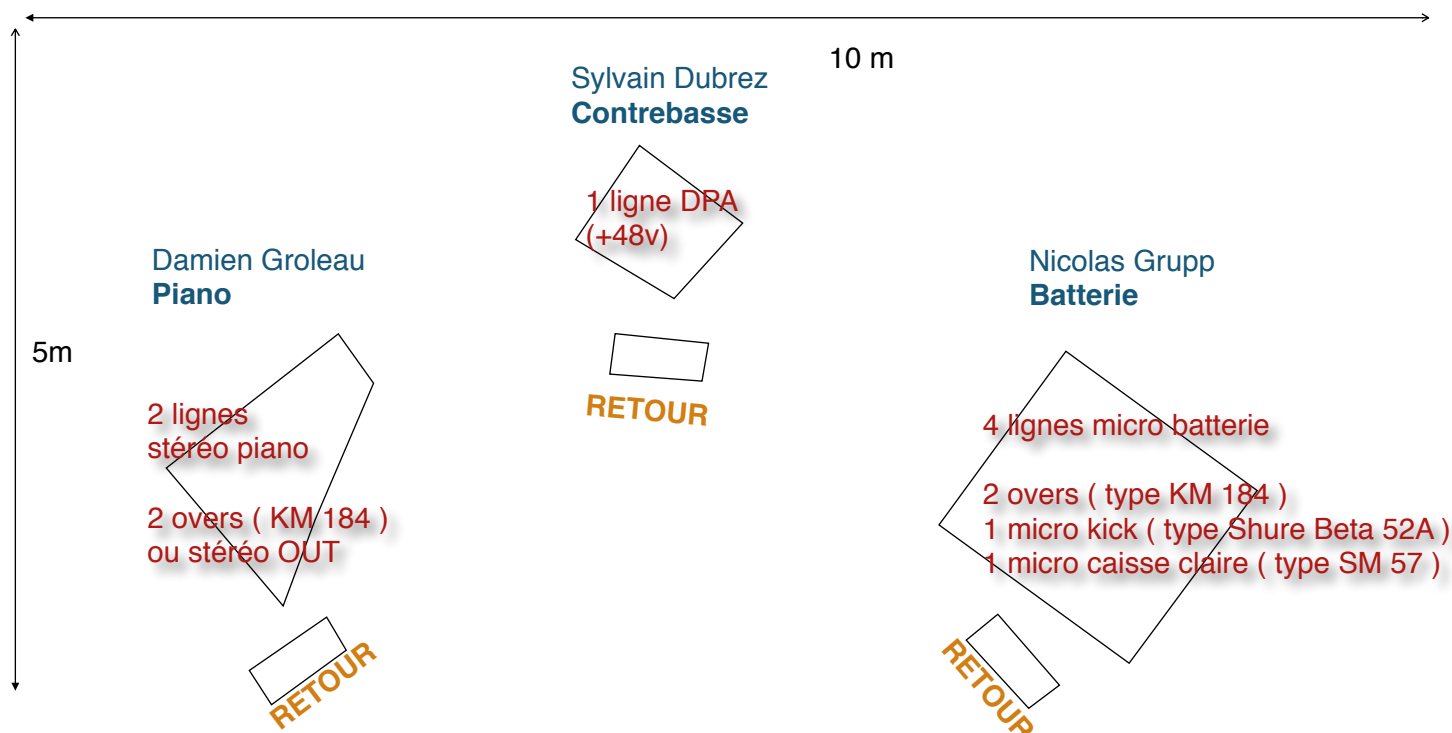 10 m
Sylvain Dubrez
Contrebasse
1 ligne DPA
(+48v)
Damien Groleau
Piano
Nicolas Grupp
Batterie
5m
RETOUR
2 lignes
stéréo piano
2 overs ( KM 184 )
ou stéréo OUT
4 lignes micro batterie
2 overs ( type KM 184 )
1 micro kick ( type Shure Beta 52A )
1 micro caisse claire ( type SM 57 )
RETOUR
RETOUR